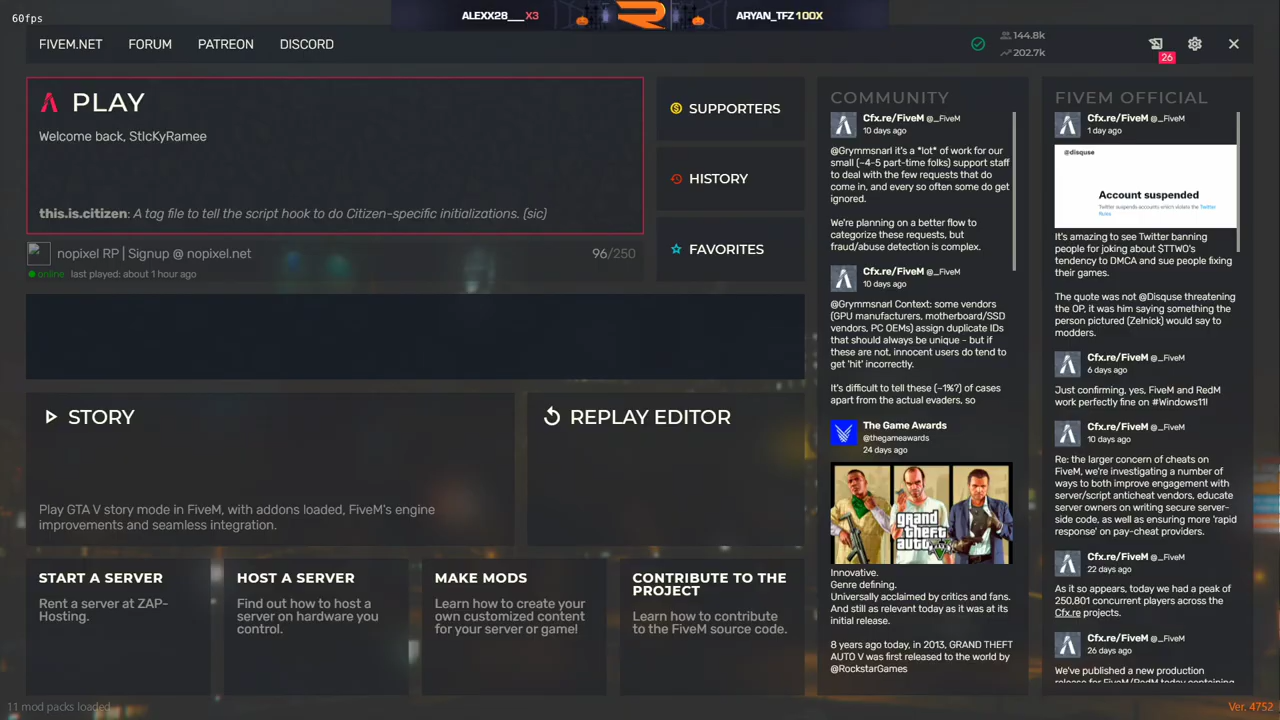 60fps
ALEXX28___X3
ARYAN_TFZ 100X
FIVEM.NET
FORUM
PATREON
DISCORD
144.8k
202.7k
26
PLAY
Welcome back, StIcKyRamee
this.is.citizen: A tag file to tell the script hook to do Citizen-specific initializations. (sic)
nopixel RP | Signup @ nopixel.net
96/250
online
last played: about 1 hour ago
SUPPORTERS
HISTORY
FAVORITES
STORY
Play GTA V story mode in FiveM, with addons loaded, FiveM's engine
improvements and seamless integration.
REPLAY EDITOR
START A SERVER
Rent a server at ZAP-
Hosting.
HOST A SERVER
Find out how to host a
server on hardware you
control.
MAKE MODS
Learn how to create your
own customized content
for your server or game!
CONTRIBUTE TO THE
PROJECT
Learn how to contribute
to the FiveM source code.
COMMUNITY
Cfx.re/FiveM @_FiveM
10 days ago
@Grymmsnarl it's a *lot* of work for our
small (~4-5 part-time folks) support staff
to deal with the few requests that do
come in, and every so often some do get
ignored.
We're planning on a better flow to
categorize these requests, but
fraud/abuse detection is complex.
Cfx.re/FiveM @_FiveM
10 days ago
@Grymmsnarl Context: some vendors
(GPU manufacturers, motherboard/SSD
vendors, PC OEMs) assign duplicate IDs
that should always be unique - but if
these are not, innocent users do tend to
get 'hit' incorrectly.
It's difficult to tell these (~1%?) of cases
apart from the actual evaders, so
The Game Awards
@thegameawards
24 days ago
grand
theft
auto
V
Innovative.
Genre defining.
Universally acclaimed by critics and fans.
And still as relevant today as it was at its
initial release.
8 years ago today, in 2013, GRAND THEFT
AUTO V was first released to the world by
@RockstarGames
FIVEM OFFICIAL
Cfx.re/FiveM @_FiveM
1 day ago
@disquse
Account suspended
Twitter suspends accounts which violates the Twitter
Rules
It's amazing to see Twitter banning
people for joking about $TTWO's
tendency to DMCA and sue people fixing
their games.
The quote was not @Disquse threatening
the OP, it was him saying something the
person pictured (Zelnick) would say to
modders.
Cfx.re/FiveM @_FiveM
6 days ago
Just confirming, yes, FiveM and RedM
work perfectly fine on #Windows11!
Cfx.re/FiveM @_FiveM
10 days ago
Re: the larger concern of cheats on
FiveM, we're investigating a number of
ways to both improve engagement with
server/script anticheat vendors, educate
server owners on writing secure server-
side code, as well as ensuring more 'rapid
response' on pay-cheat providers.
Cfx.re/FiveM @_FiveM
22 days ago
As it so appears, today we had a peak of
250,801 concurrent players across the
Cfx.re projects.
Cfx.re/FiveM @_FiveM
26 days ago
We've published a new production
release for FiveM/RedM today containing
11 mod packs loaded
Ver. 4752